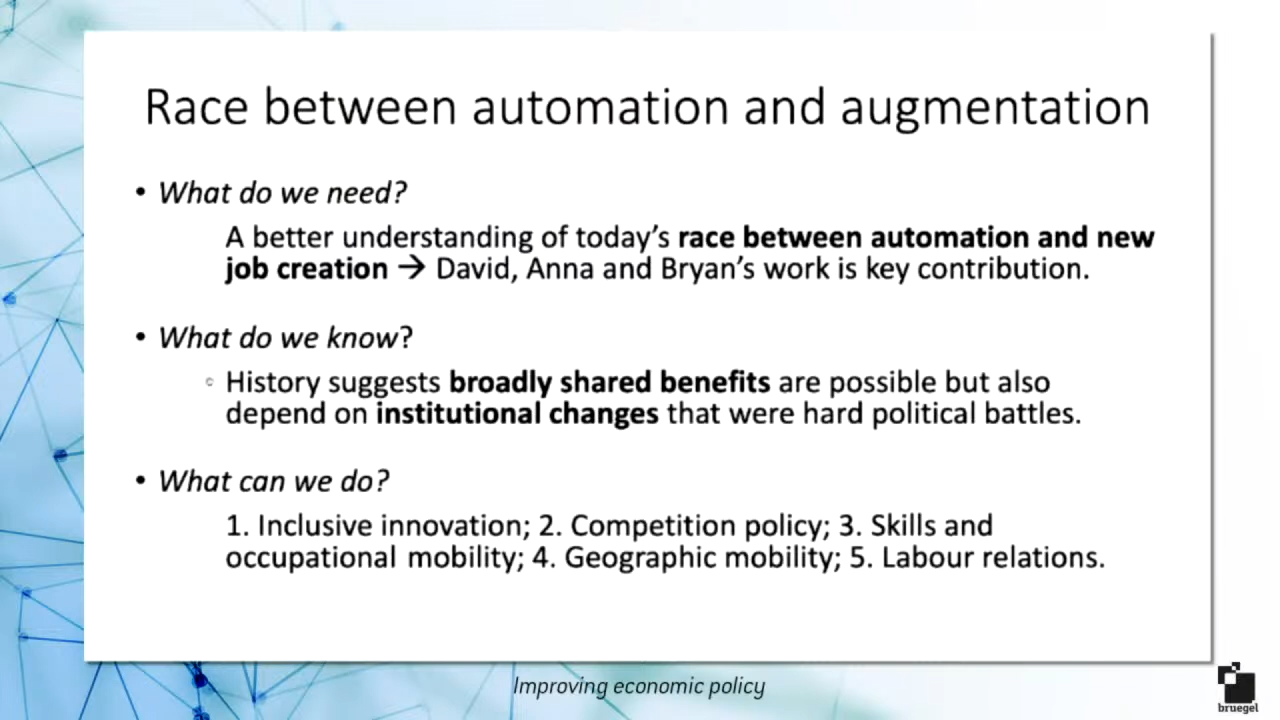 Race between automation and augmentation
• What do we need?
A better understanding of today's race between automation and new
job creation → David, Anna and Bryan's work is key contribution.
• What do we know?
◦ History suggests broadly shared benefits are possible but also
depend on institutional changes that were hard political battles.
• What can we do?
1. Inclusive innovation; 2. Competition policy; 3. Skills and
occupational mobility; 4. Geographic mobility; 5. Labour relations.
Improving economic policy
bruegel